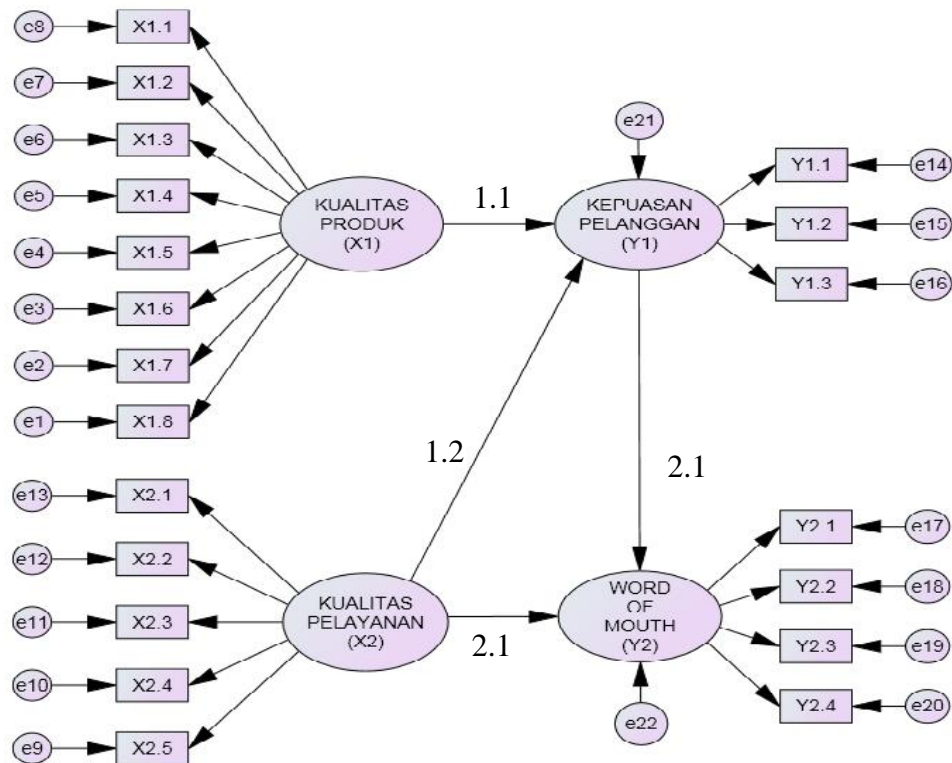 c8
X1.1
e7
X1.2
e6
X1.3
e5
X1.4
e4
X1.5
e3
X1.6
e2
X1.7
e1
X1.8
KUALITAS
PRODUK
(X1)
1.1
e21
KEPUASAN
PELANGGAN
(Y1)
Y1.1
e14
Y1.2
e15
Y1.3
e16
1.2
2.1
e13
X2.1
e12
X2.2
e11
X2.3
e10
X2.4
e9
X2.5
KUALITAS
PELAYANAN
(X2)
2.1
WORD
OF
MOUTH
(Y2)
e22
Y2.1
e17
Y2.2
e18
Y2.3
e19
Y2.4
e20